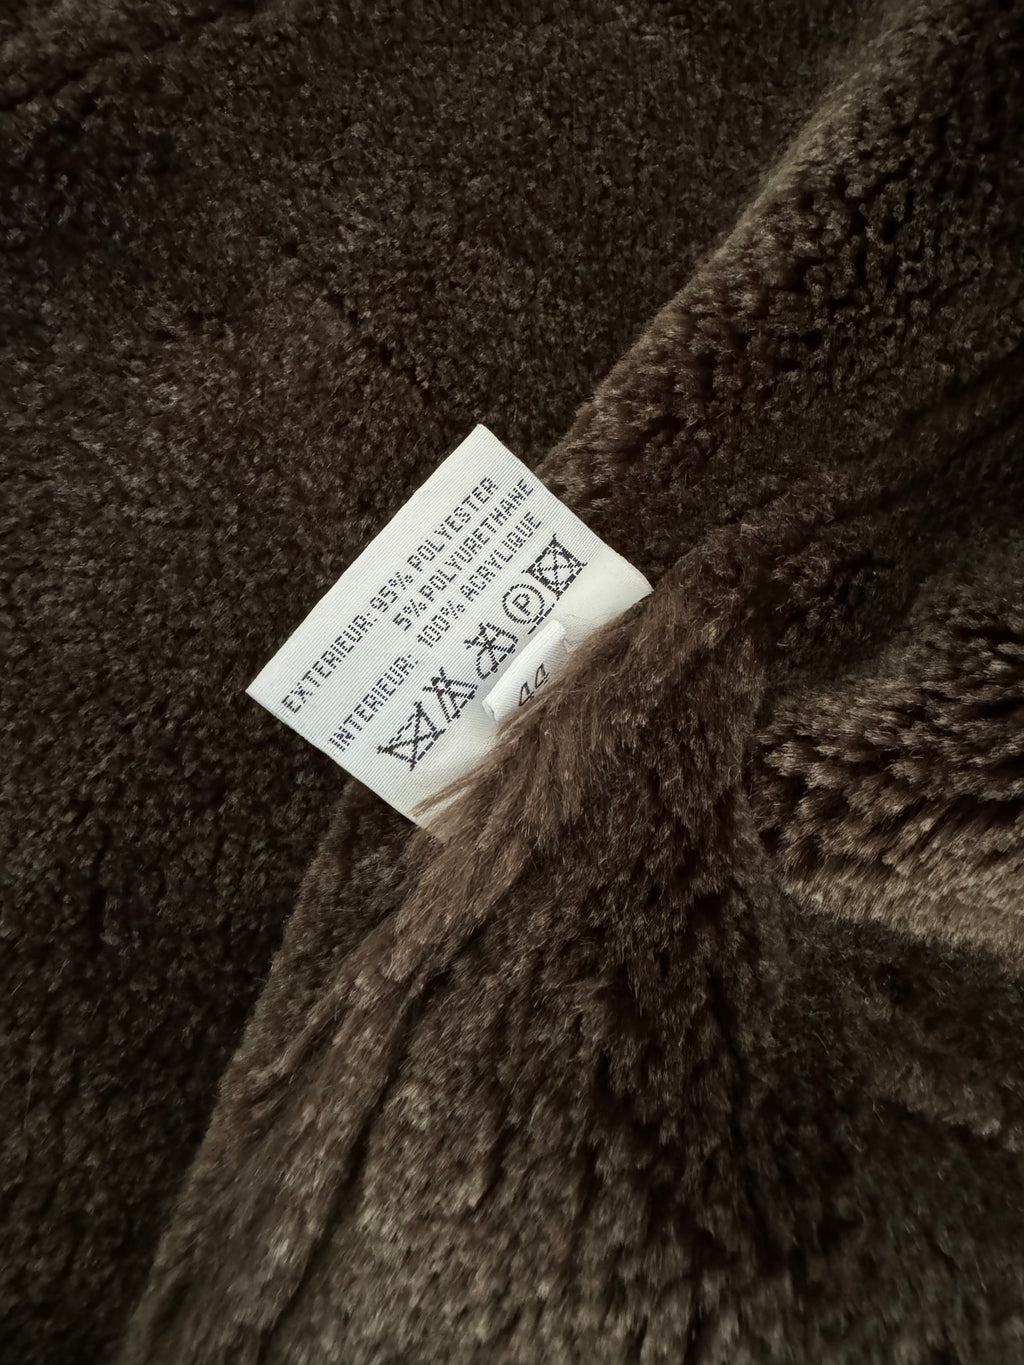 EXTERIEUR: 95% POLYESTER
5% POLYURETHANE
INTERIEUR: 100% ACRYLIQUE
P
44